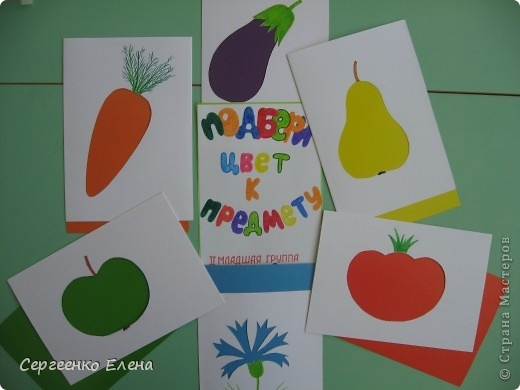 ПОДБЕРИ
ЦВЕТ
К
ПРЕДМЕТУ
II МЛАДШАЯ ГРУППА
Сергеенко Елена
© Страна Мастеров